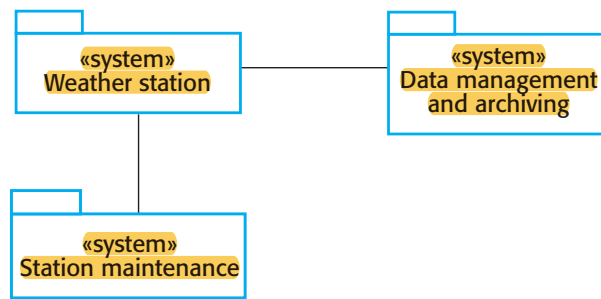 «system»
Weather station
«system»
Data management
and archiving
«system»
Station maintenance